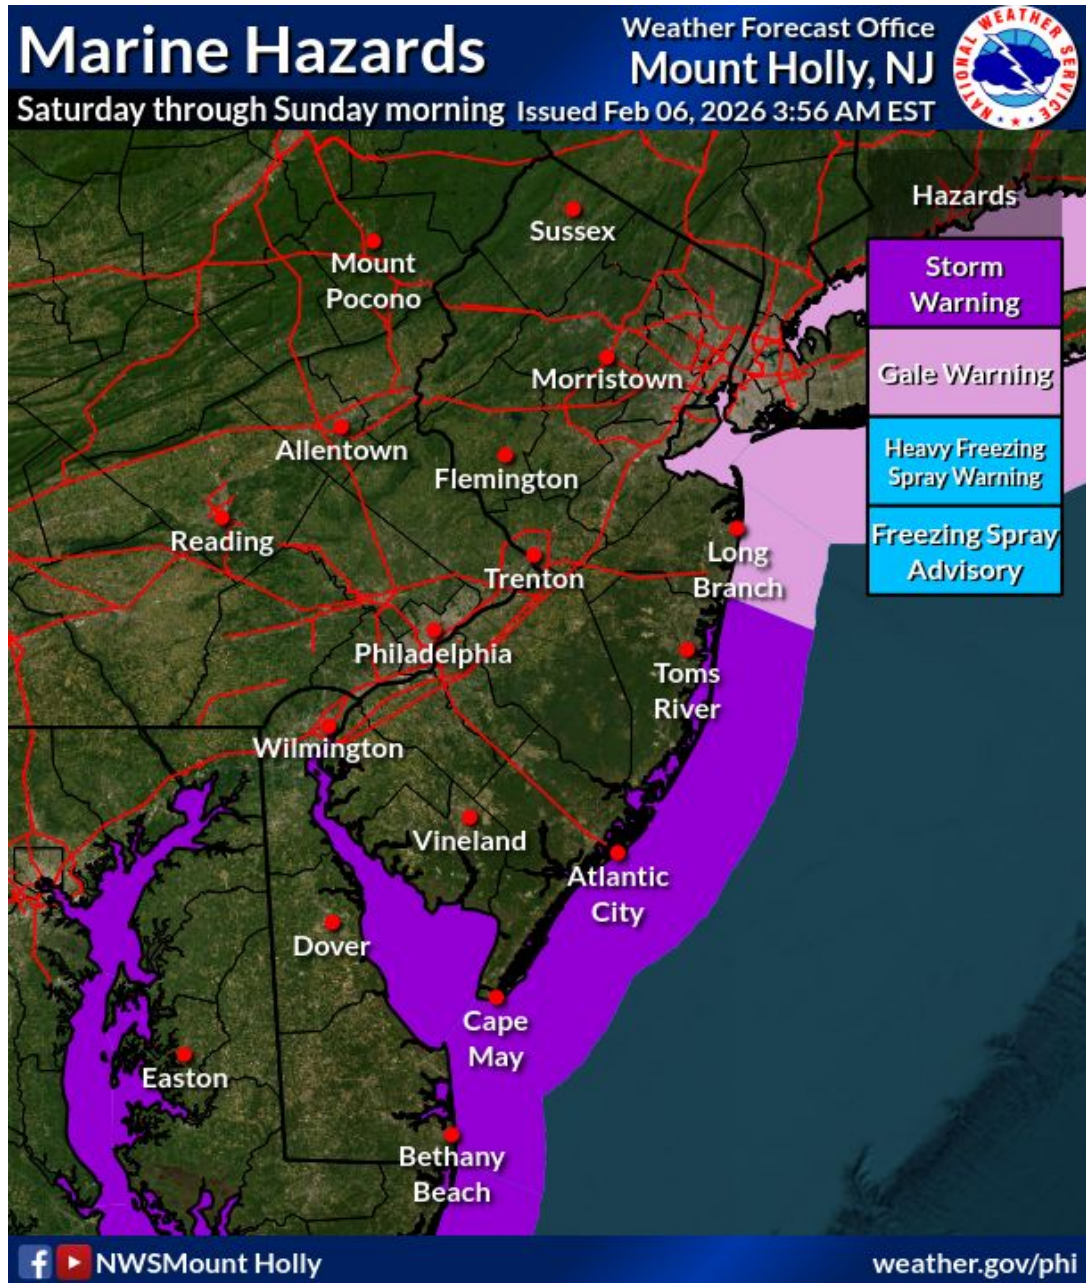 Marine Hazards
Weather Forecast Office
Mount Holly, NJ
Saturday through Sunday morning
Issued Feb 06, 2026 3:56 AM EST
NATIONAL WEATHER SERVICE
Hazards
Storm
Warning
Gale Warning
Heavy Freezing
Spray Warning
Freezing Spray
Advisory
Sussex
Mount
Pocono
Morristown
Allentown
Flemington
Reading
Long
Branch
Trenton
Philadelphia
Toms
River
Wilmington
Vineland
Atlantic
City
Dover
Cape
May
Easton
Bethany
Beach
f
NWSMount Holly
weather.gov/phi